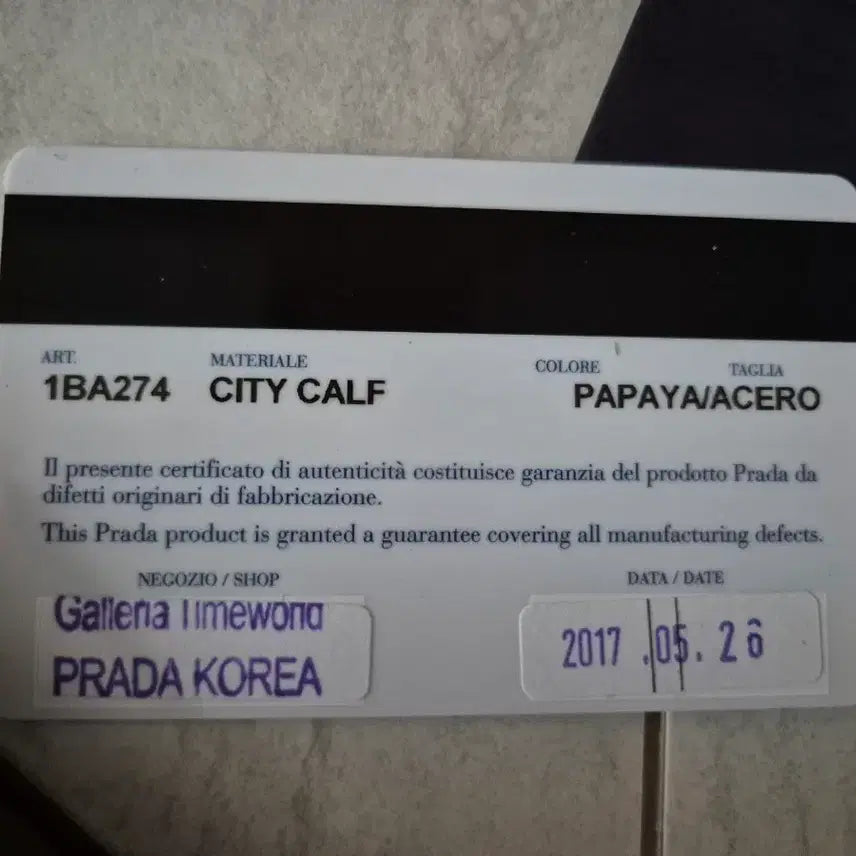 ART. MATERIALE COLORE TAGLIA
1BA274 CITY CALF PAPAYA/ACERO
Il presente certificato di autenticità costituisce garanzia del prodotto Prada da
difetti originari di fabbricazione.
This Prada product is granted a guarantee covering all manufacturing defects.
NEGOZIO / SHOP DATA / DATE
Galleria Timeworld
PRADA KOREA
2017 .05. 26